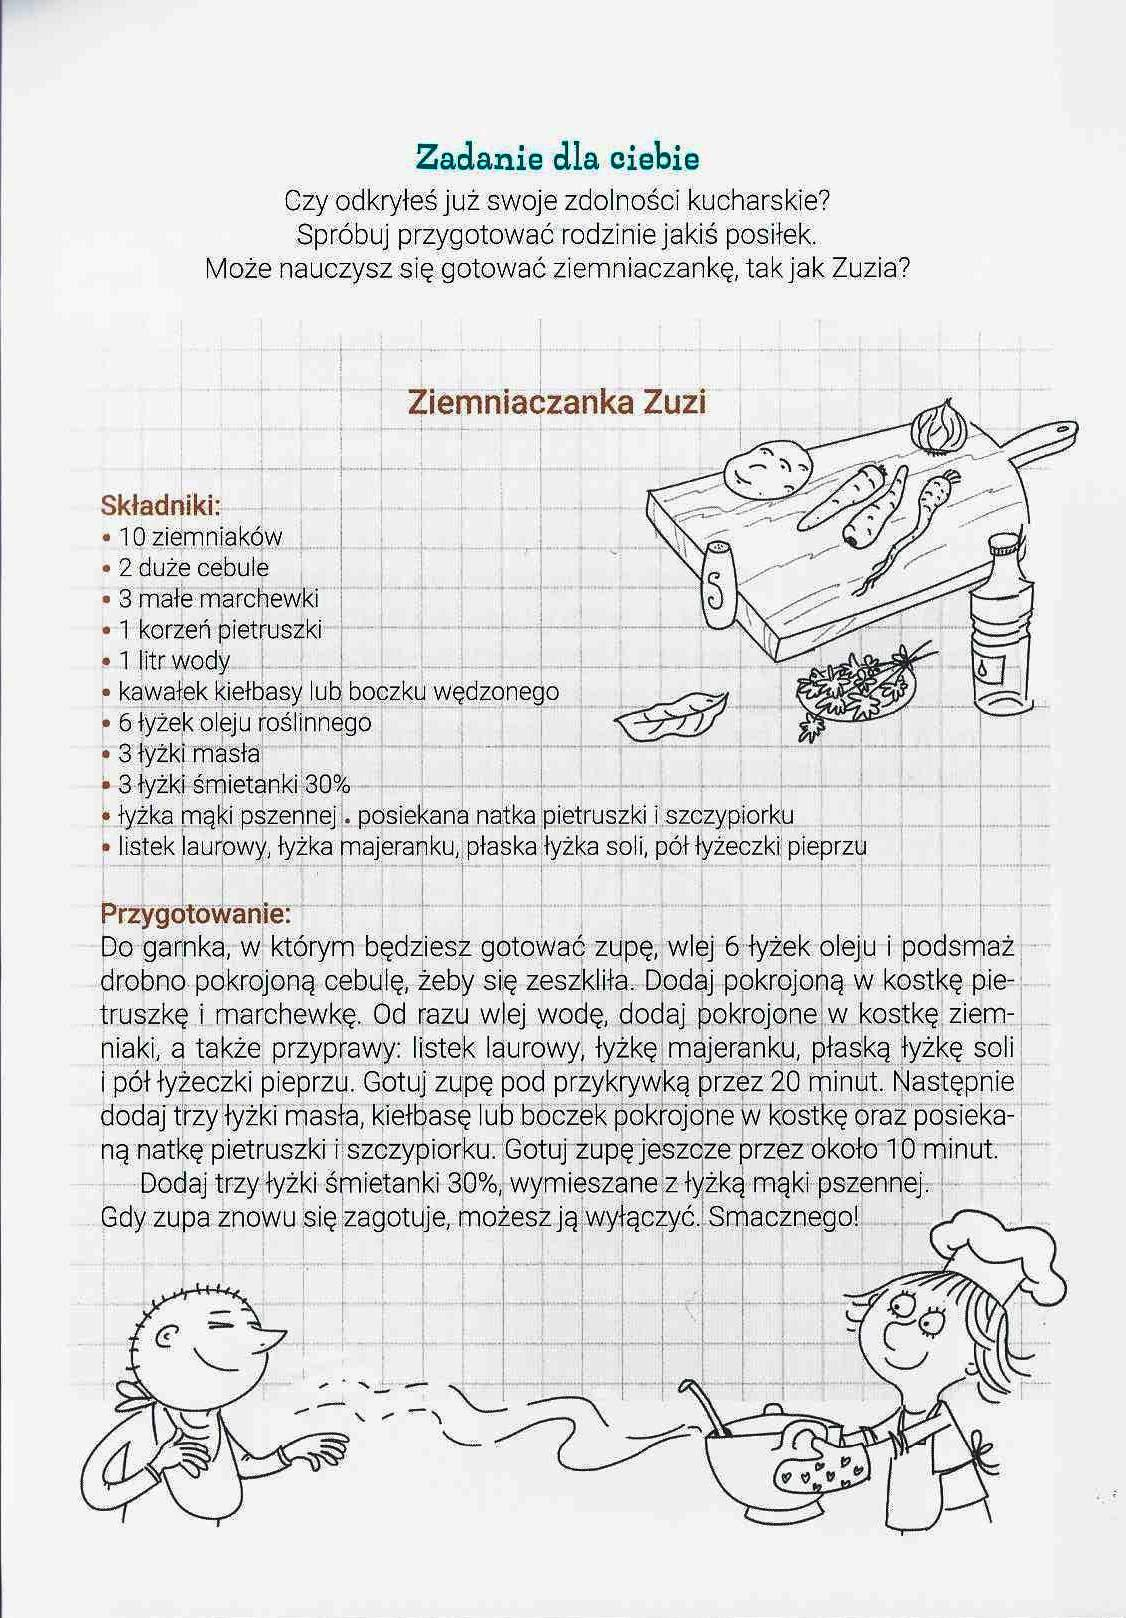 Zadanie dla ciebie
Czy odkryłeś już swoje zdolności kucharskie?
Spróbuj przygotować rodzinie jakiś posiłek.
Może nauczysz się gotować ziemniaczankę, tak jak Zuzia?
Ziemniaczanka Zuzi
Składniki:
• 10 ziemniaków
• 2 duże cebule
• 3 małe marchewki
• 1 korzeń pietruszki
• 1 litr wody
• kawałek kiełbasy lub boczku wędzonego
• 6 łyżek oleju roślinnego
• 3 łyżki masła
• 3 łyżki śmietanki 30%
• łyżka mąki pszennej . posiekana natka pietruszki i szczypiorku
• listek laurowy, łyżka majeranku, płaska łyżka soli, pół łyżeczki pieprzu
S
Przygotowanie:
Do garnka, w którym będziesz gotować zupę, wlej 6 łyżek oleju i podsmaż
drobno pokrojoną cebulę, żeby się zeszkliła. Dodaj pokrojoną w kostkę pie-
truszkę i marchewkę. Od razu wlej wodę, dodaj pokrojone w kostkę ziem-
niaki, a także przyprawy: listek laurowy, łyżkę majeranku, płaską łyżkę soli
i pół łyżeczki pieprzu. Gotuj zupę pod przykrywką przez 20 minut. Następnie
dodaj trzy łyżki masła, kiełbasę lub boczek pokrojone w kostkę oraz posieka-
ną natkę pietruszki i szczypiorku. Gotuj zupę jeszcze przez około 10 minut.
Dodaj trzy łyżki śmietanki 30%, wymieszane z łyżką mąki pszennej.
Gdy zupa znowu się zagotuje, możesz ją wyłączyć. Smacznego!